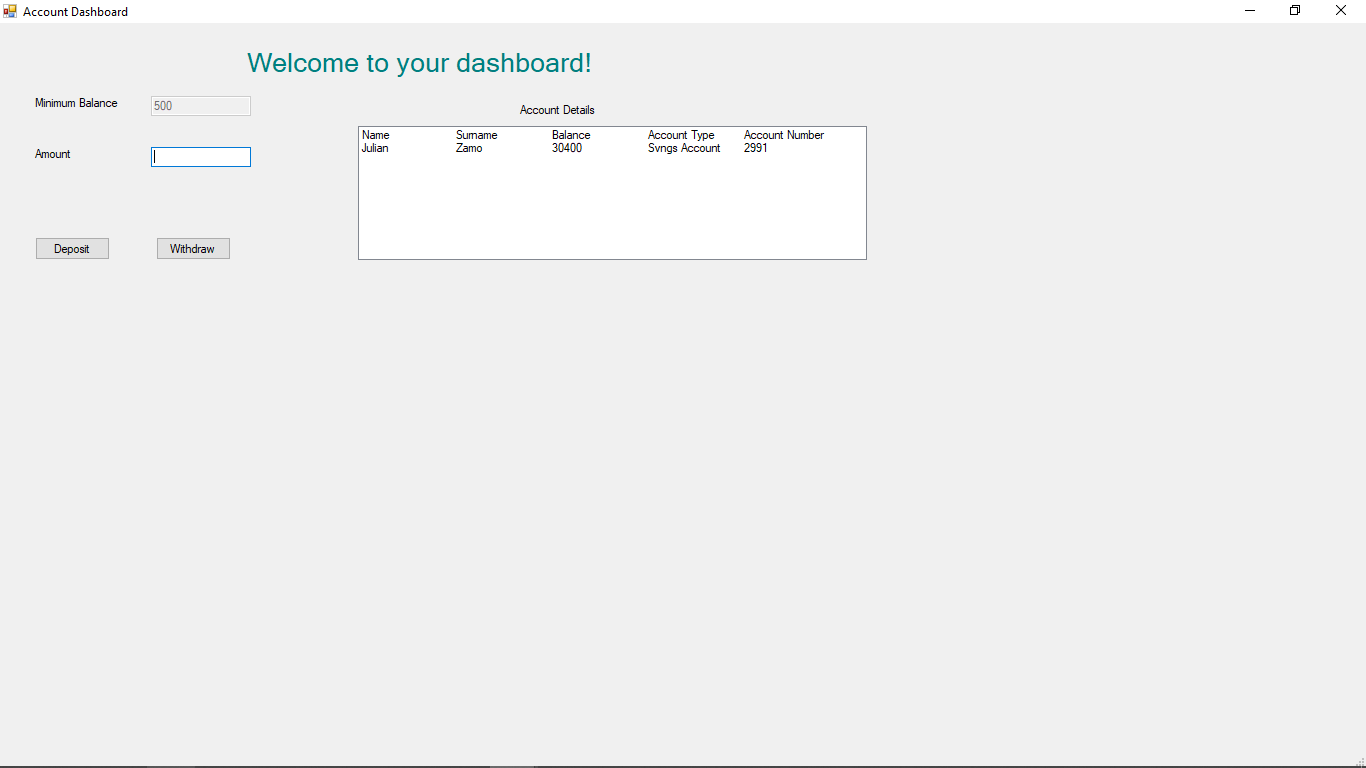 Account Dashboard
Welcome to your dashboard!
Minimum Balance 500
Amount
Deposit Withdraw
Account Details
Name Surname Balance Account Type Account Number
Julian Zamo 30400 Svngs Account 2991